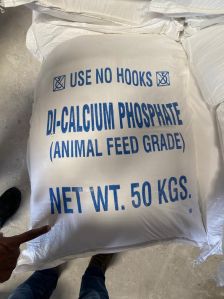 USE NO HOOKS
DI-CALCIUM PHOSPHATE
(ANIMAL FEED GRADE)
NET WT. 50 KGS.